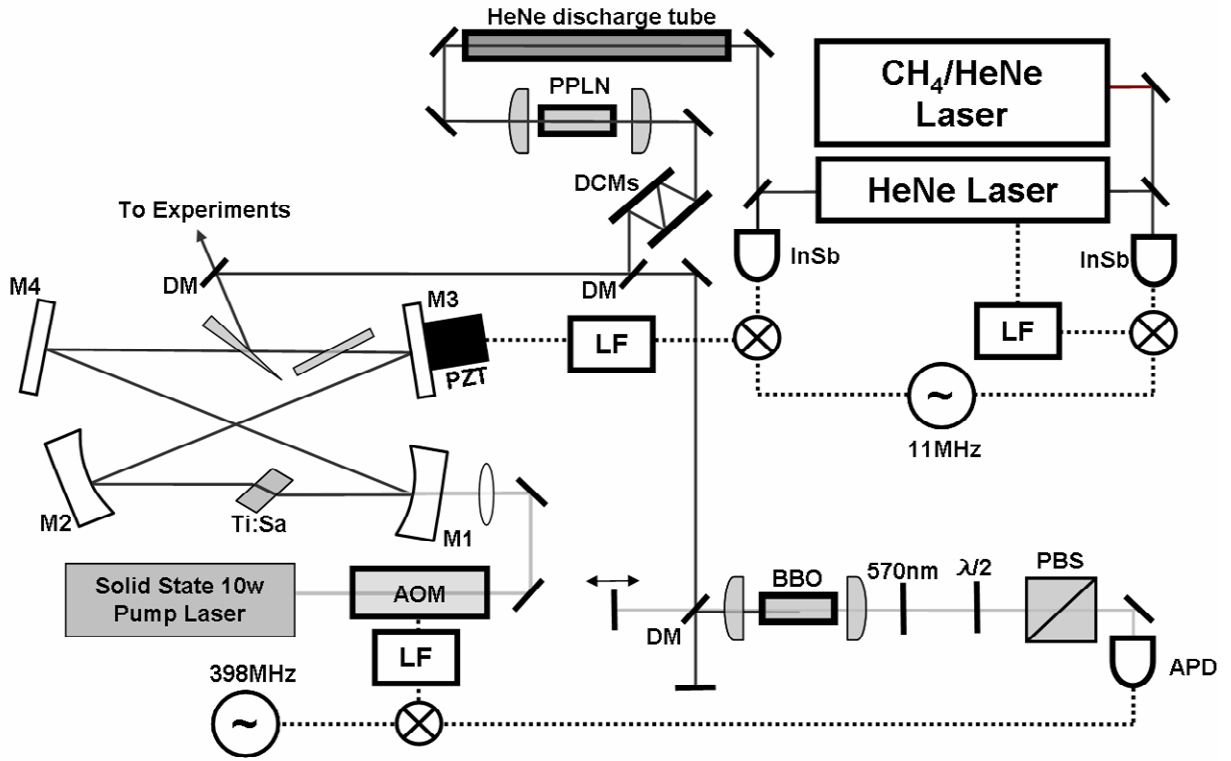 HeNe discharge tube
PPLN
CH₄/HeNe
Laser
DCMs
HeNe Laser
To Experiments
InSb
InSb
DM
DM
M4
M3
LF
LF
PZT
~
11MHz
M2
Ti:Sa
M1
Solid State 10w
Pump Laser
AOM
BBO
570nm
λ/2
PBS
DM
LF
398MHz
APD
~